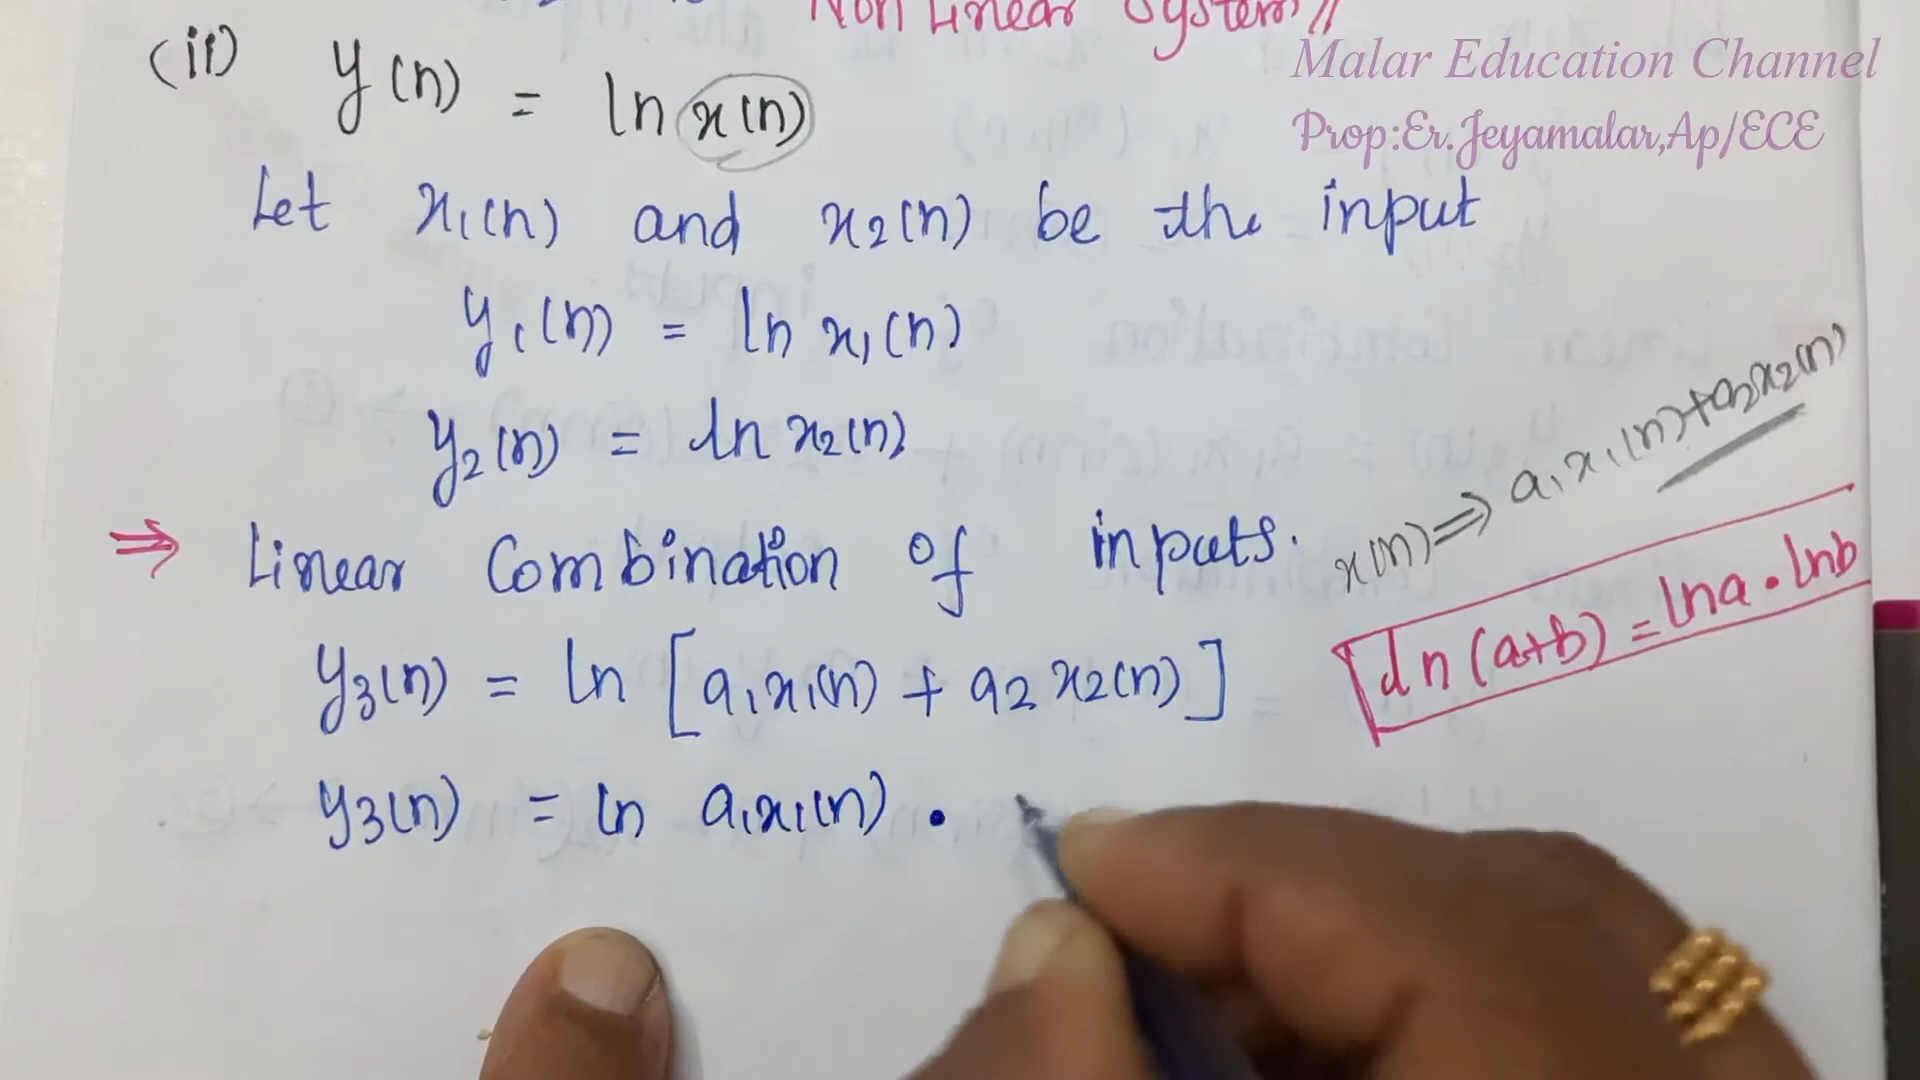 Non Linear System //
Malar Education Channel
Prop:Er.Jeyamalar,Ap/ECE
(ii) y(n) = ln x(n)
Let x1(n) and x2(n) be the input
y1(n) = ln x1(n)
y2(n) = ln x2(n)
⇒ Linear Combination of inputs.
x(n) ⇒ a1x1(n)+a2x2(n)
ln(a+b) = lna • lnb
y3(n) = ln [a1x1(n) + a2 x2(n)]
y3(n) = ln a1x1(n) •